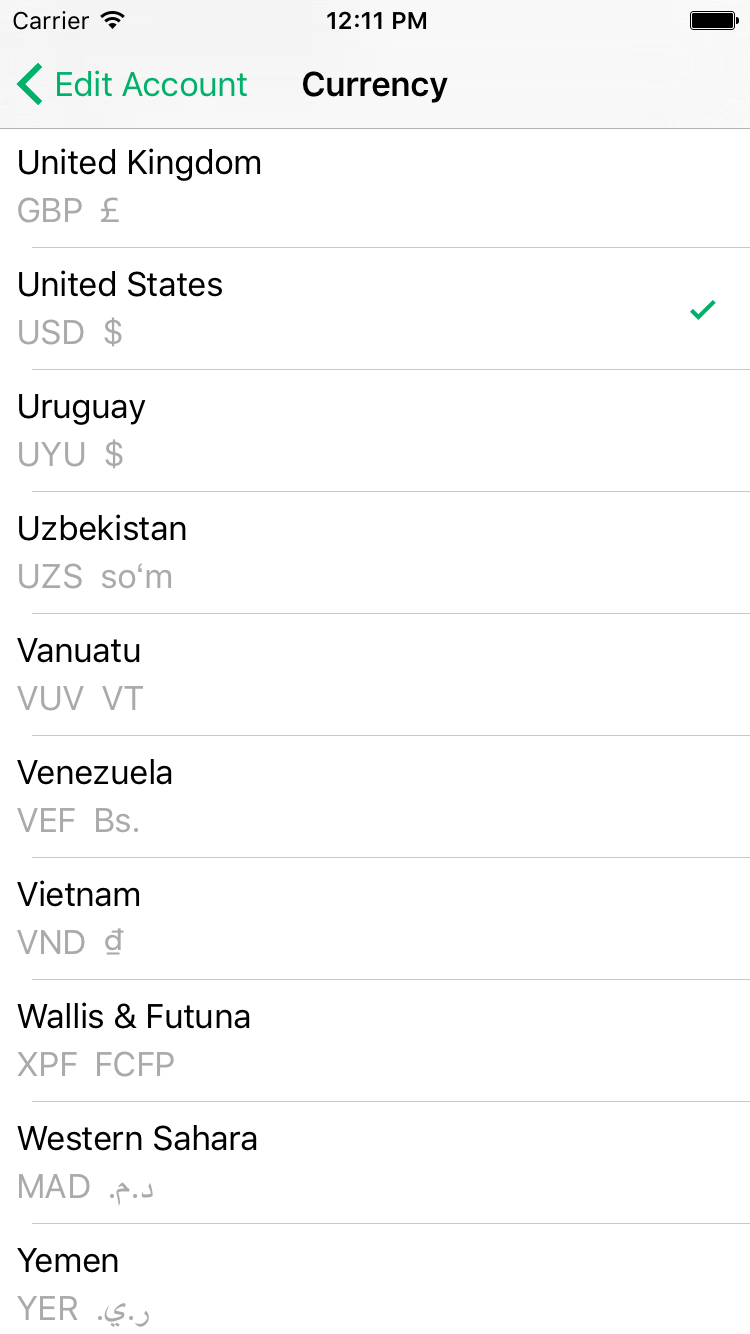 Carrier 12:11 PM
Edit Account Currency
United Kingdom
GBP £
United States
USD $
Uruguay
UYU $
Uzbekistan
UZS soʻm
Vanuatu
VUV VT
Venezuela
VEF Bs.
Vietnam
VND ₫
Wallis & Futuna
XPF FCFP
Western Sahara
MAD د.م.
Yemen
YER ر.ي.